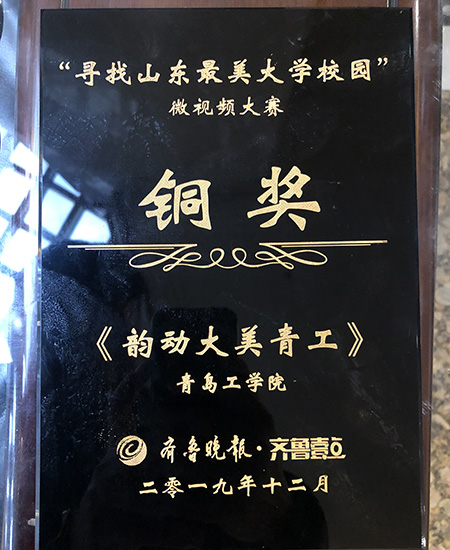 “寻找山东最美大学校园”
微视频大赛
铜奖
《韵动大美青工》
青岛工学院
齐鲁晚报·齐鲁壹点
二零一九年十二月